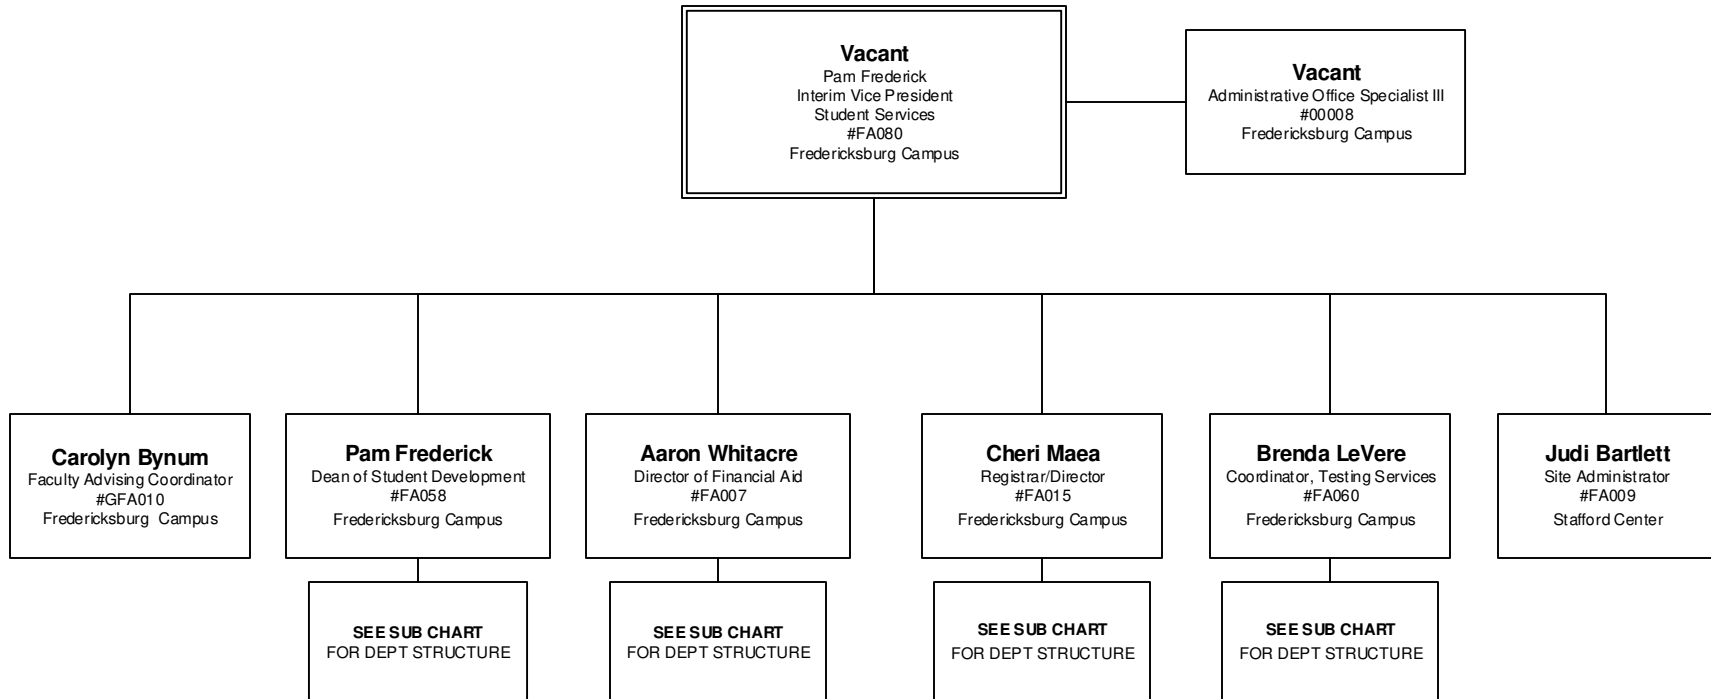 Vacant
Pam Frederick
Interim Vice President
Student Services
#FA080
Fredericksburg Campus
Vacant
Administrative Office Specialist III
#00008
Fredericksburg Campus
Carolyn Bynum
Faculty Advising Coordinator
#GFA010
Fredericksburg Campus
Pam Frederick
Dean of Student Development
#FA058
Fredericksburg Campus
SEE SUB CHART
FOR DEPT STRUCTURE
Aaron Whitacre
Director of Financial Aid
#FA007
Fredericksburg Campus
SEE SUB CHART
FOR DEPT STRUCTURE
Cheri Maea
Registrar/Director
#FA015
Fredericksburg Campus
SEE SUB CHART
FOR DEPT STRUCTURE
Brenda LeVere
Coordinator, Testing Services
#FA060
Fredericksburg Campus
SEE SUB CHART
FOR DEPT STRUCTURE
Judi Bartlett
Site Administrator
#FA009
Stafford Center